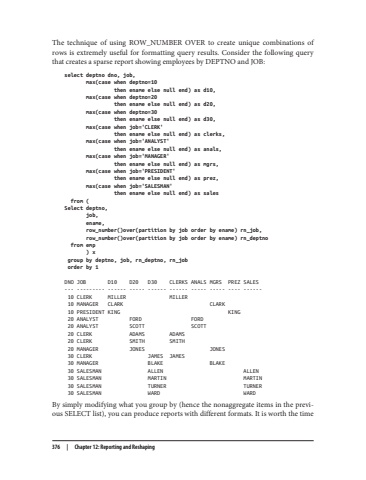 The technique of using ROW_NUMBER OVER to create unique combinations of
rows is extremely useful for formatting query results. Consider the following query
that creates a sparse report showing employees by DEPTNO and JOB:
select deptno dno, job,
max(case when deptno=10
then ename else null end) as d10,
max(case when deptno=20
then ename else null end) as d20,
max(case when deptno=30
then ename else null end) as d30,
max(case when job='CLERK'
then ename else null end) as clerks,
max(case when job='ANALYST'
then ename else null end) as anals,
max(case when job='MANAGER'
then ename else null end) as mgrs,
max(case when job='PRESIDENT'
then ename else null end) as prez,
max(case when job='SALESMAN'
then ename else null end) as sales
from (
Select deptno,
job,
ename,
row_number()over(partition by job order by ename) rn_job,
row_number()over(partition by job order by ename) rn_deptno
from emp
) x
group by deptno, job, rn_deptno, rn_job
order by 1
DNO JOB D10 D20 D30 CLERKS ANALS MGRS PREZ SALES
--- --------- ------ ----- ------ ------ ----- ----- ---- ------
10 CLERK MILLER MILLER
10 MANAGER CLARK CLARK
10 PRESIDENT KING KING
20 ANALYST FORD FORD
20 ANALYST SCOTT SCOTT
20 CLERK ADAMS ADAMS
20 CLERK SMITH SMITH
20 MANAGER JONES JONES
30 CLERK JAMES JAMES
30 MANAGER BLAKE BLAKE
30 SALESMAN ALLEN ALLEN
30 SALESMAN MARTIN MARTIN
30 SALESMAN TURNER TURNER
30 SALESMAN WARD WARD
By simply modifying what you group by (hence the nonaggregate items in the previ-
ous SELECT list), you can produce reports with different formats. It is worth the time
376 | Chapter 12: Reporting and Reshaping